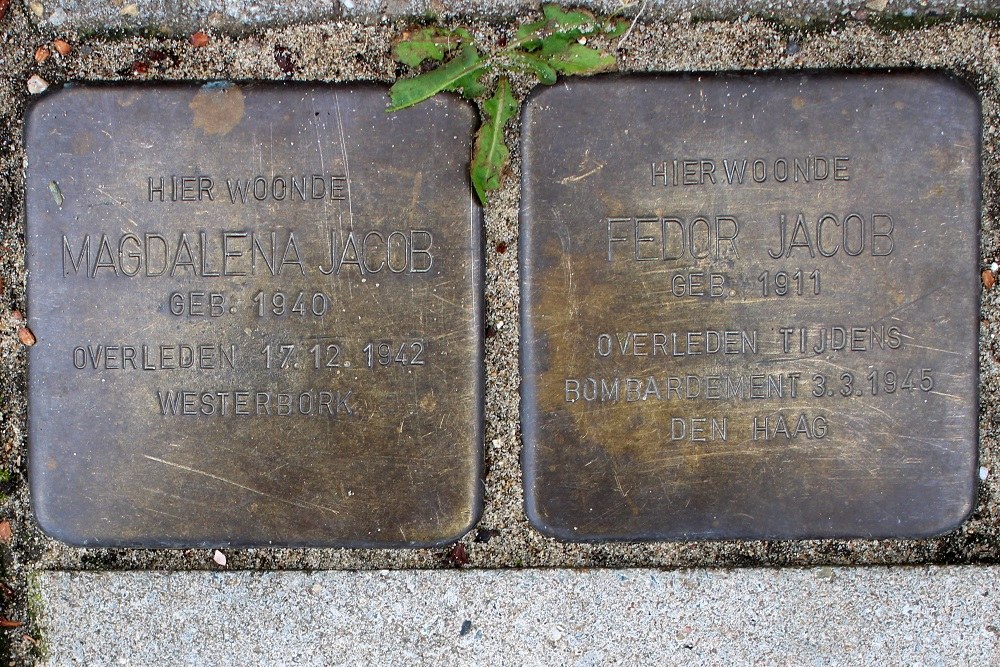 HIER WOONDE
MAGDALENA JACOB
GEB. 1940
OVERLEDEN 17.12.1942
WESTERBORK
HIER WOONDE
FEDOR JACOB
GEB. 1911
OVERLEDEN TIJDENS
BOMBARDEMENT 3.3.1945
DEN HAAG